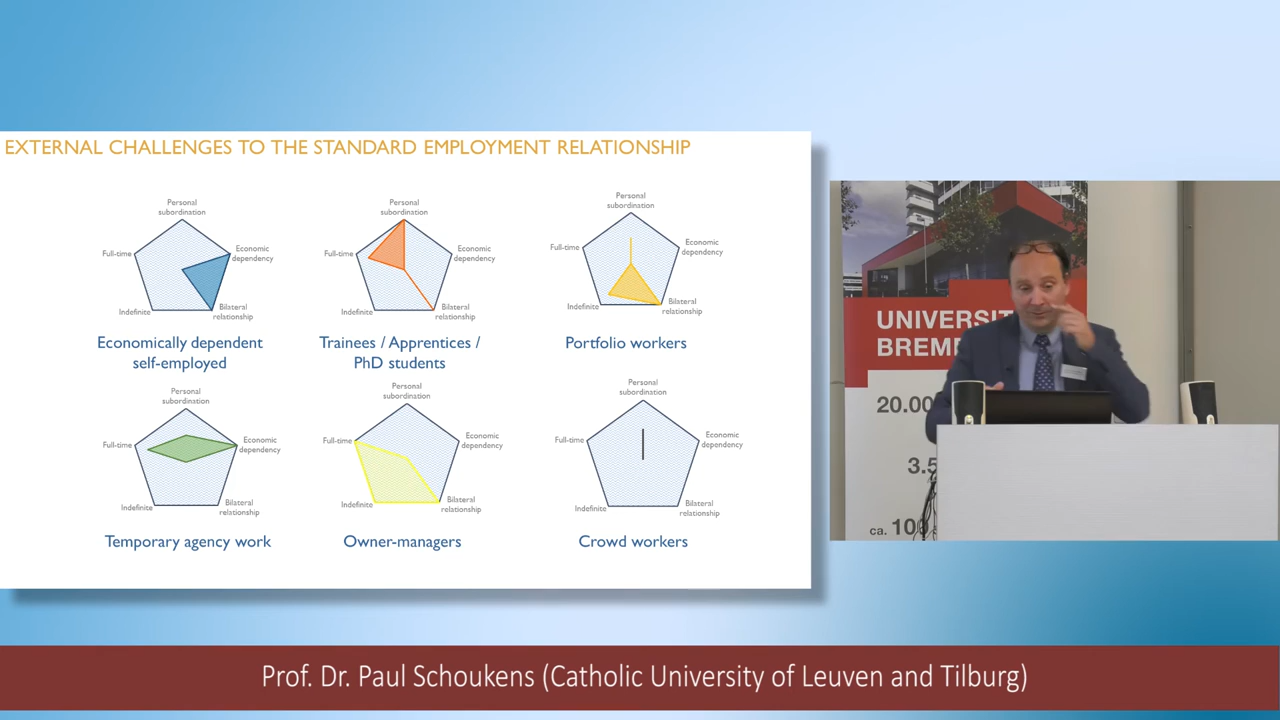 EXTERNAL CHALLENGES TO THE STANDARD EMPLOYMENT RELATIONSHIP
Personal
subordination
Full-time
Economic
dependency
Indefinite
Bilateral
relationship
Economically dependent
self-employed
Personal
subordination
Full-time
Economic
dependency
Indefinite
Bilateral
relationship
Trainees / Apprentices /
PhD students
Personal
subordination
Full-time
Economic
dependency
Indefinite
Bilateral
relationship
Portfolio workers
Personal
subordination
Full-time
Economic
dependency
Indefinite
Bilateral
relationship
Temporary agency work
Personal
subordination
Full-time
Economic
dependency
Indefinite
Bilateral
relationship
Owner-managers
Personal
subordination
Full-time
Economic
dependency
Indefinite
Bilateral
relationship
Crowd workers
UNIVERSIT
BREME
20.00
3.5
ca. 100
Prof. Dr. Paul Schoukens (Catholic University of Leuven and Tilburg)